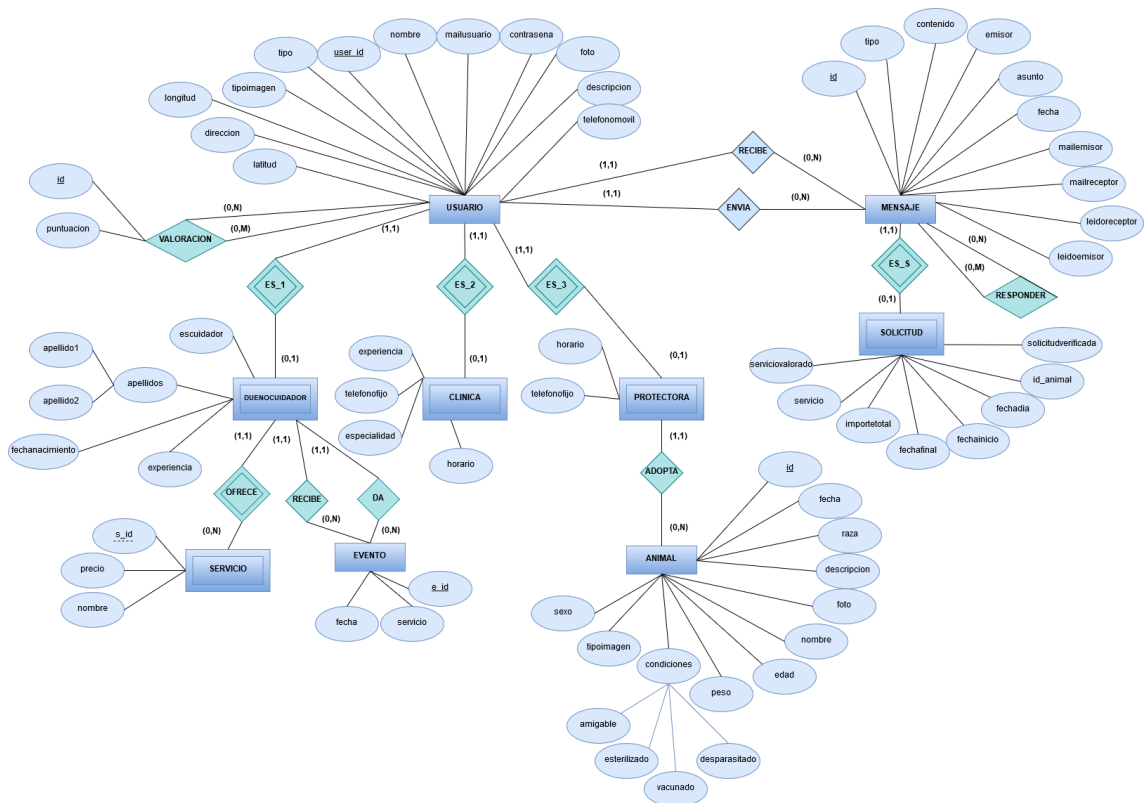 nombre
mailusuario
contrasena
tipo
user_id
foto
tipoimagen
descripcion
longitud
telefonomovil
direccion
latitud
id
puntuacion
(0,N)
VALORACION
(0,M)
USUARIO
(1,1)
(1,1)
RECIBE
(0,N)
ENVIA
(0,N)
contenido
tipo
emisor
id
asunto
fecha
mailemisor
mailreceptor
leidoreceptor
leidoemisor
MENSAJE
(1,1)
(0,N)
ES_S
(0,M)
RESPONDER
(0,1)
SOLICITUD
solicitudverificada
serviciovalorado
id_animal
servicio
fechadia
importetotal
fechainicio
fechafinal
(1,1)
(1,1)
(1,1)
ES_1
ES_2
ES_3
(0,1)
(0,1)
(0,1)
escuidador
apellido1
apellidos
apellido2
fechanacimiento
experiencia
DUENOCUIDADOR
experiencia
telefonofijo
especialidad
horario
CLINICA
horario
telefonofijo
PROTECTORA
(1,1)
(1,1)
(1,1)
OFRECE
RECIBE
DA
(0,N)
(0,N)
(0,N)
s_id
precio
nombre
SERVICIO
EVENTO
e_id
fecha
servicio
(1,1)
ADOPTA
(0,N)
ANIMAL
id
fecha
raza
descripcion
foto
nombre
edad
peso
sexo
tipoimagen
condiciones
amigable
esterilizado
vacunado
desparasitado